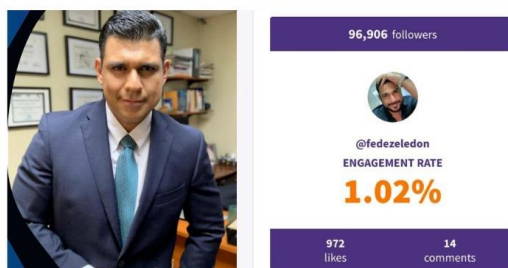 96,906 followers
@fedezeledon
ENGAGEMENT RATE
1.02%
972 14
likes comments